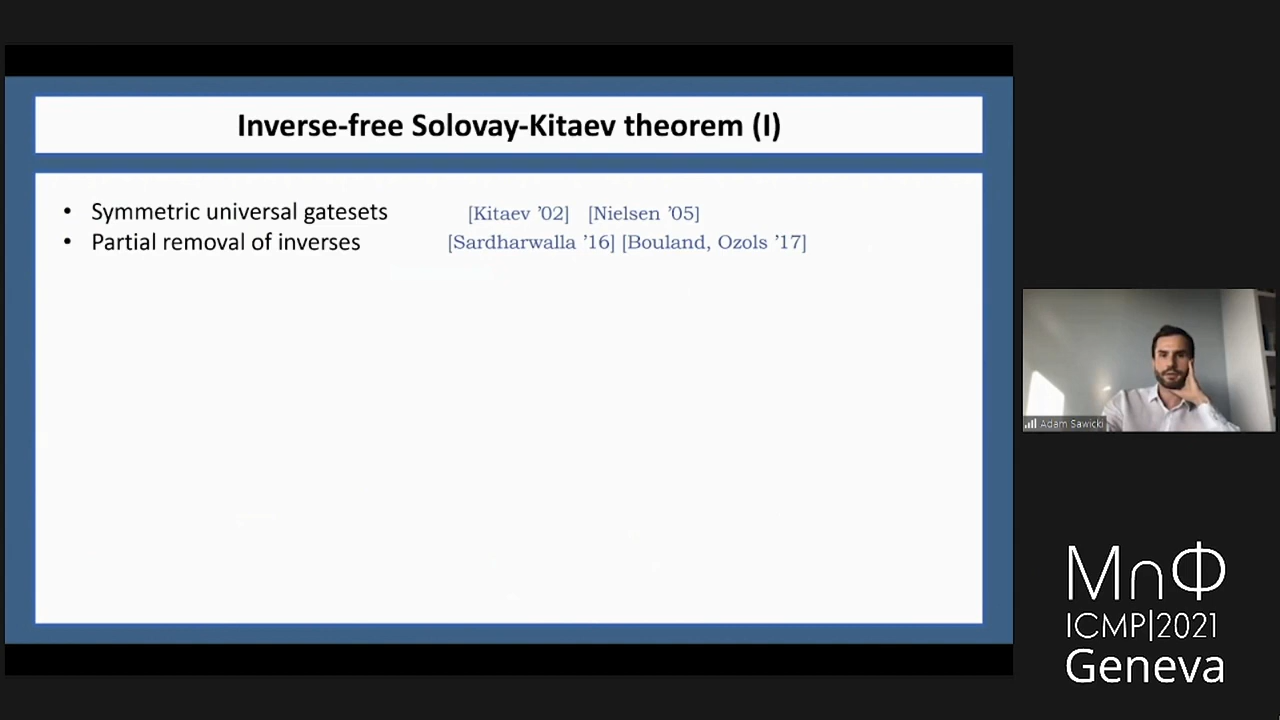 Inverse-free Solovay-Kitaev theorem (I)
• Symmetric universal gatesets [Kitaev ’02] [Nielsen ’05]
• Partial removal of inverses [Sardharwalla ’16] [Bouland, Ozols ’17]
Adam Sawicki
M∩Φ
ICMP|2021
Geneva